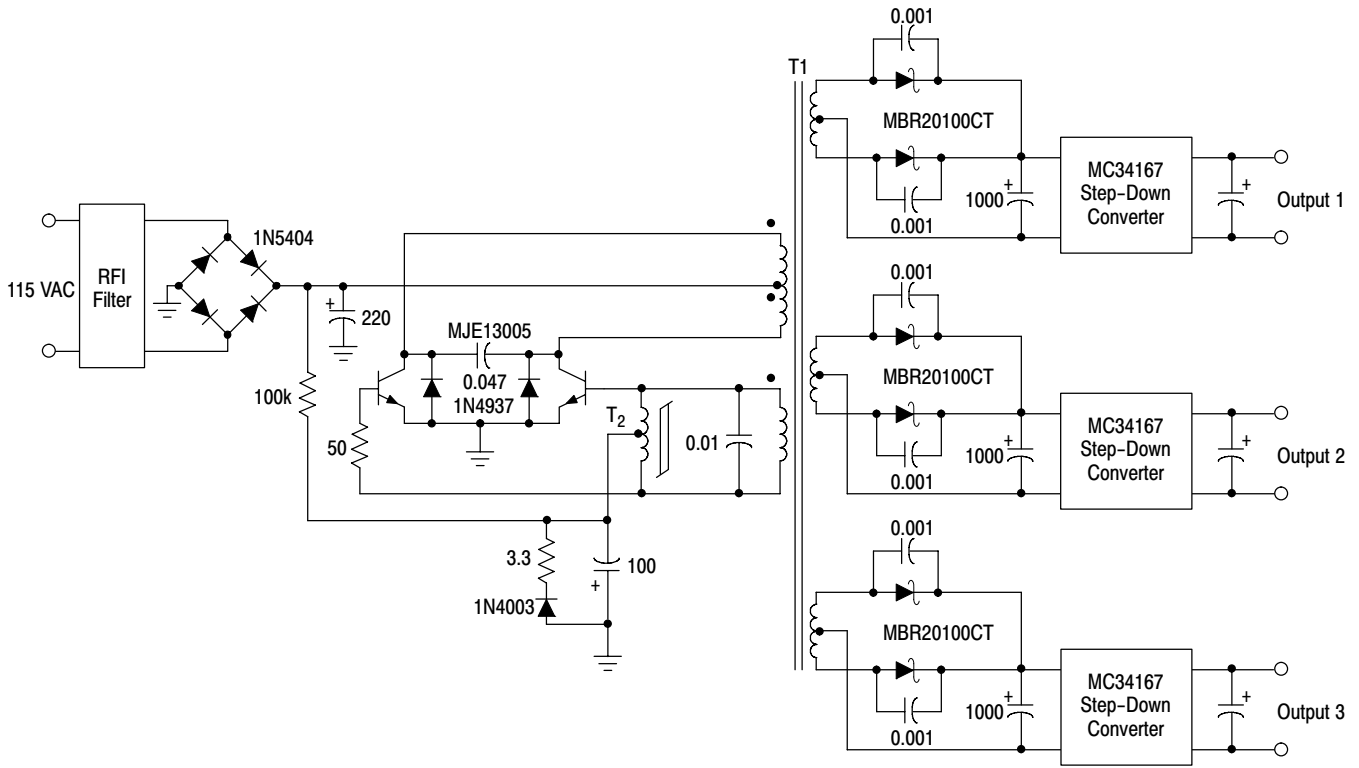 115 VAC
RFI
Filter
1N5404
+
220
100k
50
MJE13005
0.047
1N4937
T2
0.01
3.3
1N4003
100
+
T1
0.001
MBR20100CT
0.001
1000
+
MC34167
Step-Down
Converter
+
Output 1
0.001
MBR20100CT
0.001
1000
+
MC34167
Step-Down
Converter
+
Output 2
0.001
MBR20100CT
0.001
1000
+
MC34167
Step-Down
Converter
+
Output 3